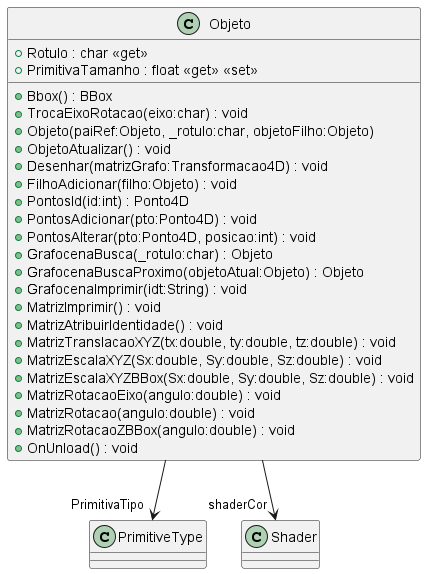 C Objeto
Rotulo : char «get»
PrimitivaTamanho : float «get» «set»
Bbox() : BBox
TrocaEixoRotacao(eixo:char) : void
Objeto(paiRef:Objeto, _rotulo:char, objetoFilho:Objeto)
ObjetoAtualizar() : void
Desenhar(matrizGrafo:Transformacao4D) : void
FilhoAdicionar(filho:Objeto) : void
PontosId(id:int) : Ponto4D
PontosAdicionar(pto:Ponto4D) : void
PontosAlterar(pto:Ponto4D, posicao:int) : void
GrafocenaBusca(_rotulo:char) : Objeto
GrafocenaBuscaProximo(objetoAtual:Objeto) : Objeto
GrafocenaImprimir(idt:String) : void
MatrizImprimir() : void
MatrizAtribuirIdentidade() : void
MatrizTranslacaoXYZ(tx:double, ty:double, tz:double) : void
MatrizEscalaXYZ(Sx:double, Sy:double, Sz:double) : void
MatrizEscalaXYZBBox(Sx:double, Sy:double, Sz:double) : void
MatrizRotacaoEixo(angulo:double) : void
MatrizRotacao(angulo:double) : void
MatrizRotacaoZBBox(angulo:double) : void
OnUnload() : void
PrimitivaTipo
shaderCor
C PrimitiveType
C Shader